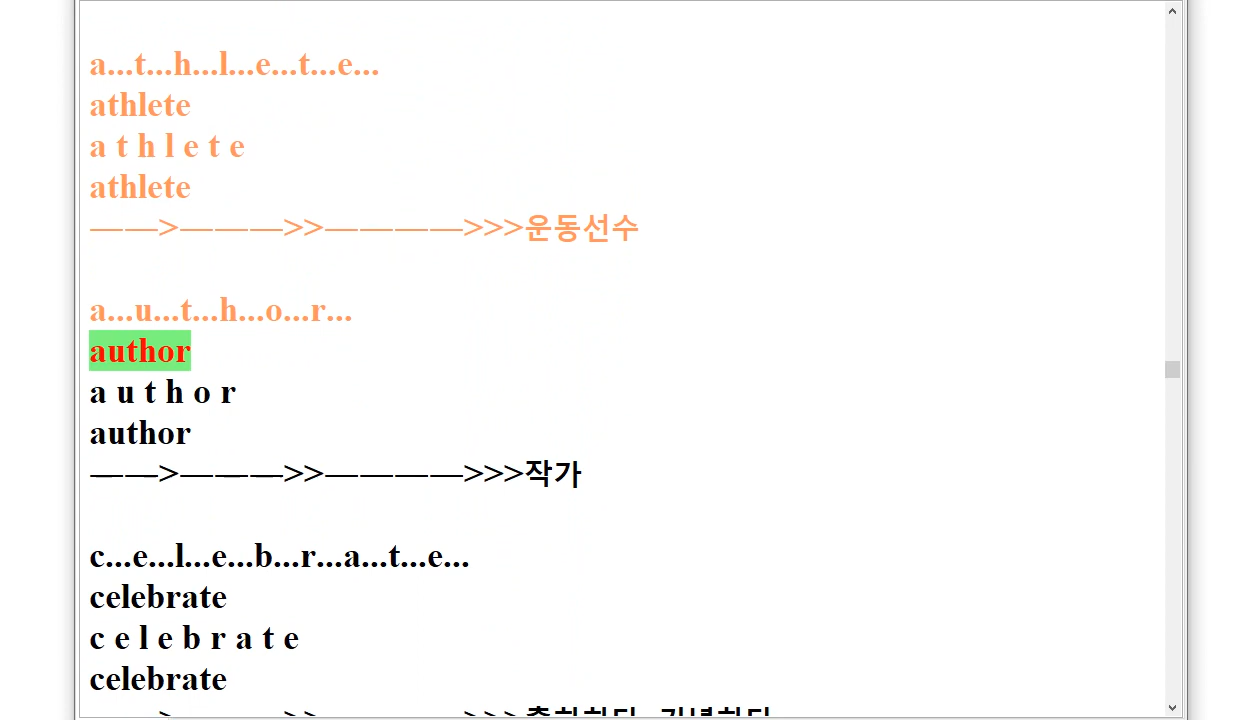 a...t...h...l...e...t...e...
athlete
a t h l e t e
athlete
——>———>>————>>>운동선수
a...u...t...h...o...r...
author
a u t h o r
author
——>———>>————>>>작가
c...e...l...e...b...r...a...t...e...
celebrate
c e l e b r a t e
celebrate